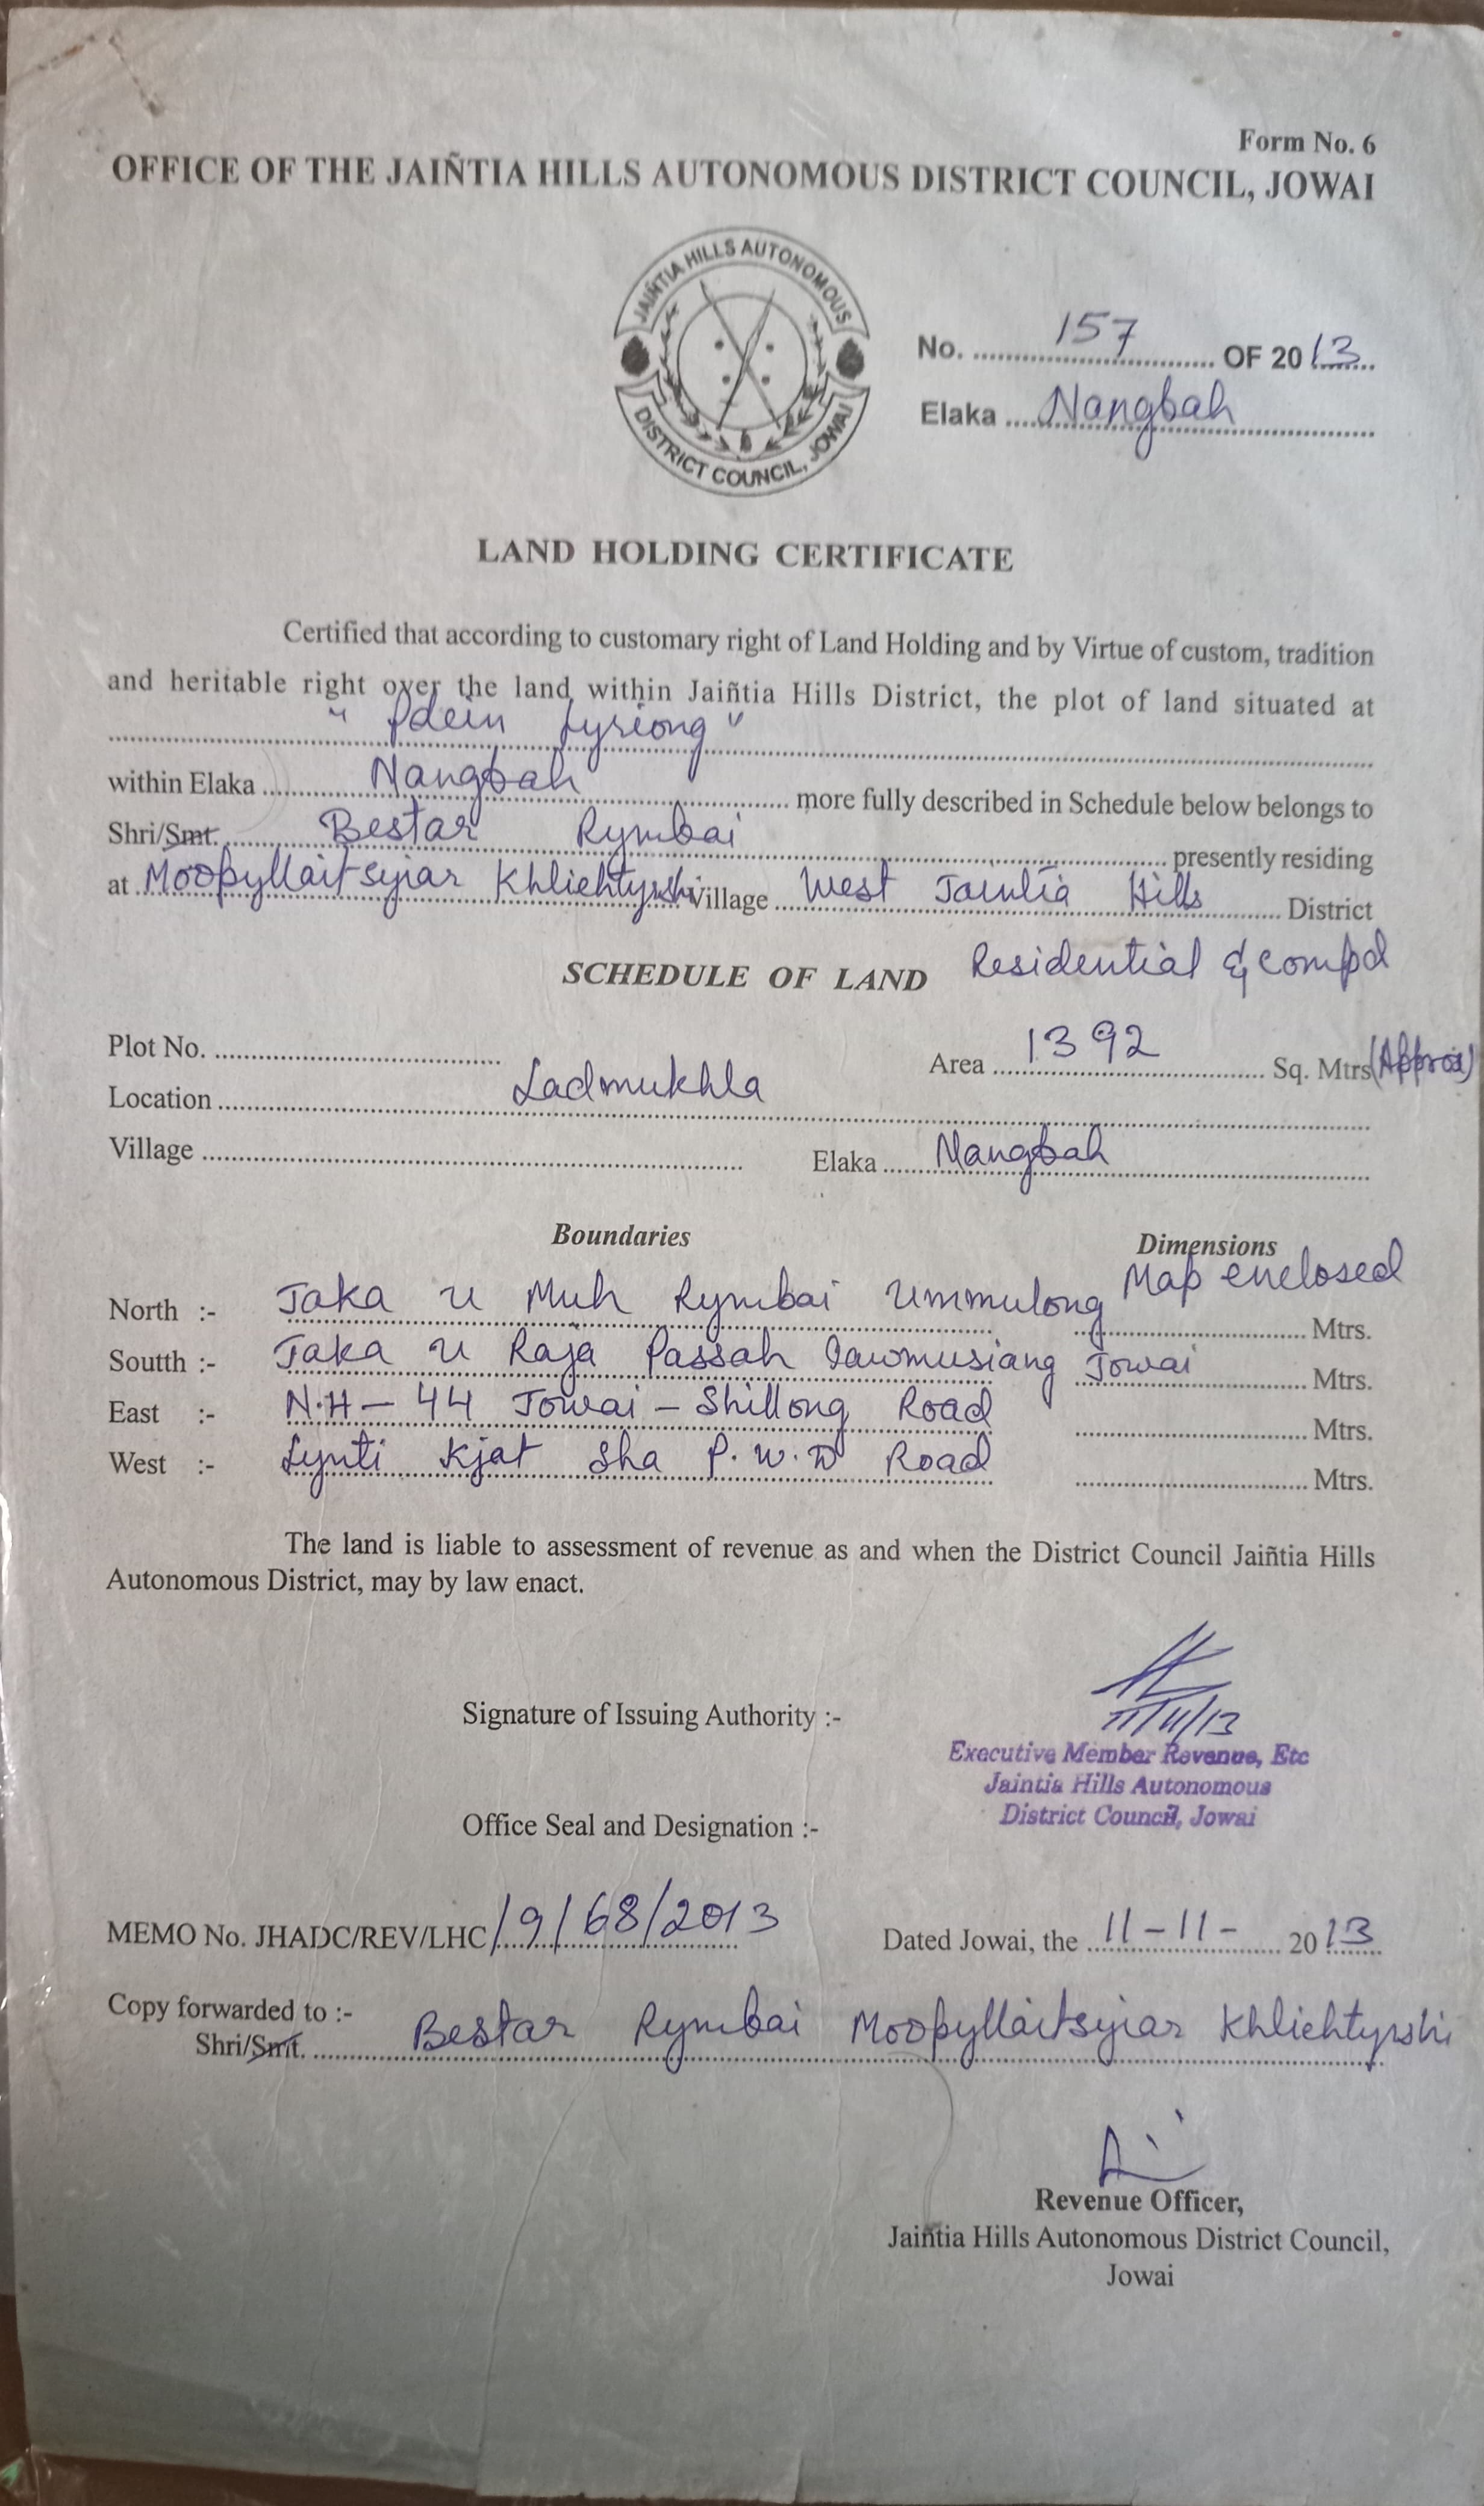 Form No. 6
OFFICE OF THE JAIÑTIA HILLS AUTONOMOUS DISTRICT COUNCIL, JOWAI
JAIÑTIA HILLS AUTONOMOUS
DISTRICT COUNCIL, JOWAI
No. 157 OF 2013
Elaka Nangbah
LAND HOLDING CERTIFICATE
Certified that according to customary right of Land Holding and by Virtue of custom, tradition
and heritable right over the land within Jaiñtia Hills District, the plot of land situated at
" Pdein Lyriong "
within Elaka Nangbah more fully described in Schedule below belongs to
Shri/Smt. Bestar Rymbai presently residing
at Moopyllaitsyiar Khliehtyrshi Village West Jaintia Hills District
SCHEDULE OF LAND Residential & compd
Plot No. Area 1392 Sq. Mtrs (Approx)
Location Ladmukhla
Village Elaka Nangbah
Boundaries Dimensions
Map enclosed
North :- Jaka u Muh Rymbai Ummulong Mtrs.
Soutth :- Jaka u Raja Passah Iawmusiang Jowai Mtrs.
East :- N.H - 44 Jowai - Shillong Road Mtrs.
West :- Lynti Kjat sha P.W.D Road Mtrs.
The land is liable to assessment of revenue as and when the District Council Jaiñtia Hills
Autonomous District, may by law enact.
Signature of Issuing Authority :-
11/11/13
Executive Member Revenue, Etc
Jaintia Hills Autonomous
District Council, Jowai
Office Seal and Designation :-
MEMO No. JHADC/REV/LHC/9/68/2013 Dated Jowai, the 11-11- 2013
Copy forwarded to :-
Shri/Smt. Bestar Rymbai Moopyllaitsyiar Khliehtyrshi
Revenue Officer,
Jaiñtia Hills Autonomous District Council,
Jowai